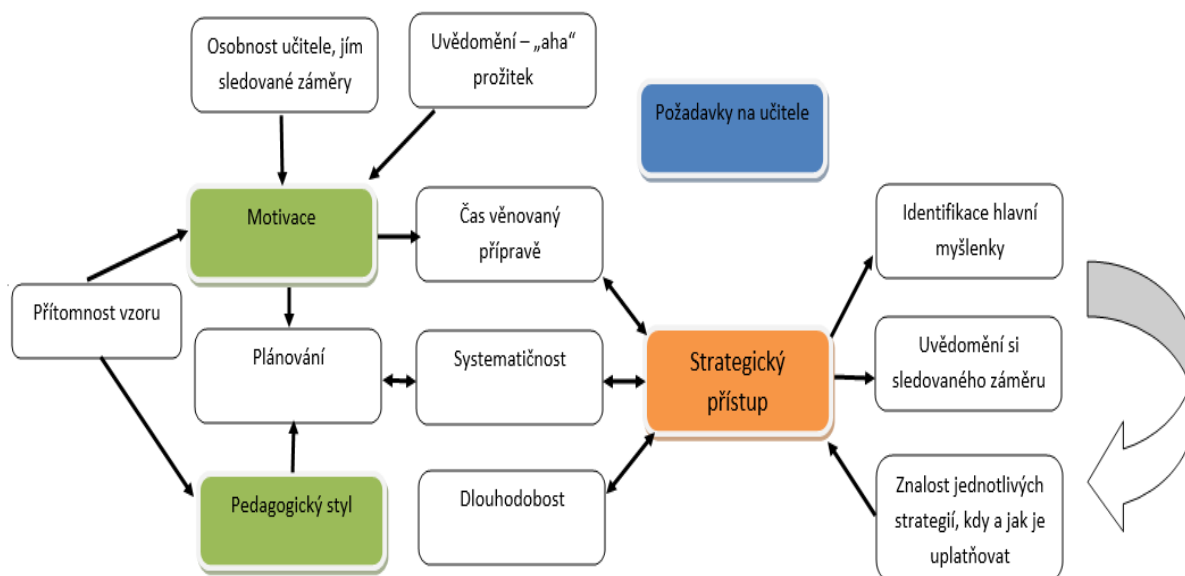 Osobnost učitele, jím
sledované záměry
Uvědomění – „aha“
prožitek
Požadavky na učitele
Motivace
Čas věnovaný
přípravě
Identifikace hlavní
myšlenky
Přítomnost vzoru
Plánování
Systematičnost
Strategický
přístup
Uvědomění si
sledovaného záměru
Pedagogický styl
Dlouhodobost
Znalost jednotlivých
strategií, kdy a jak je
uplatňovat